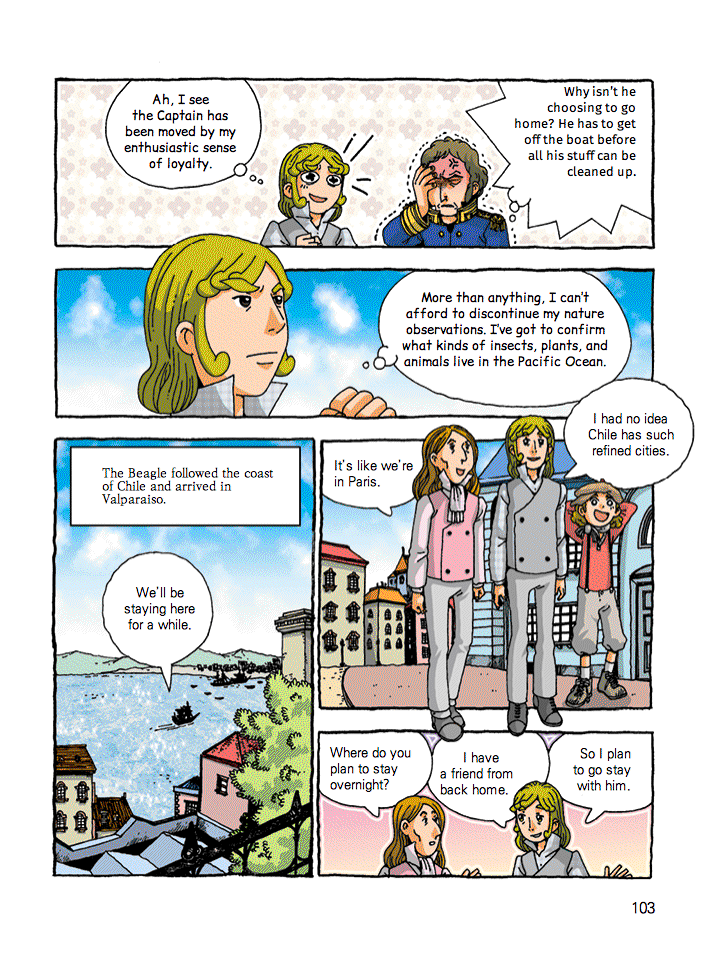 Ah, I see
the Captain has
been moved by my
enthusiastic sense
of loyalty.
Why isn't he
choosing to go
home? He has to get
off the boat before
all his stuff can be
cleaned up.
More than anything, I can't
afford to discontinue my nature
observations. I've got to confirm
what kinds of insects, plants, and
animals live in the Pacific Ocean.
The Beagle followed the coast
of Chile and arrived in
Valparaiso.
We'll be
staying here
for a while.
It's like we're
in Paris.
I had no idea
Chile has such
refined cities.
Where do you
plan to stay
overnight?
I have
a friend from
back home.
So I plan
to go stay
with him.
103